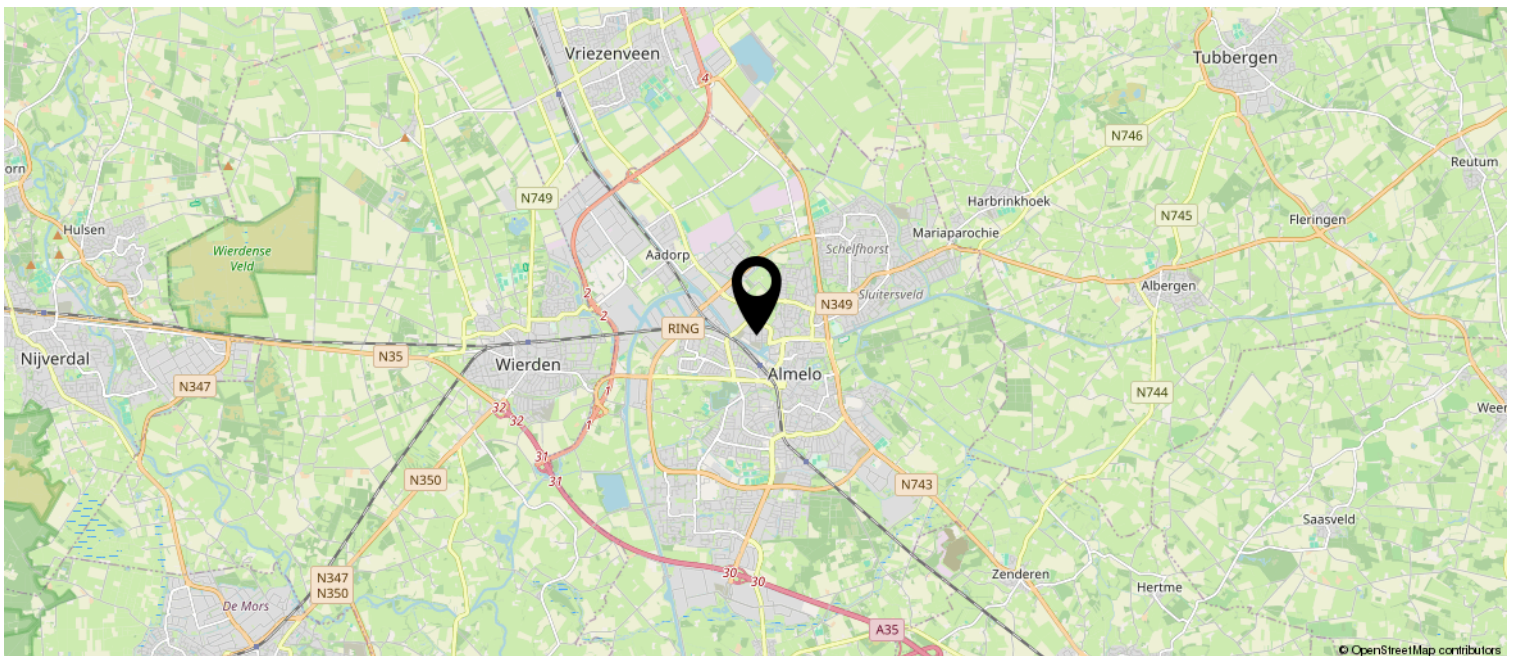 Vriezenveen
Tubbergen
4
N746
Reutum
orn
N749
Harbrinkhoek
N745
Fleringen
Hulsen
Mariaparochie
Schelfhorst
Wierdense
Veld
Aadorp
Albergen
2
Sluitersveld
N349
2
RING
Nijverdal
N35
Wierden
Almelo
N347
N744
1
32
32
1
Weer
31
31
N350
N743
Saasveld
30
30
Zenderen
N347
N350
Hertme
De Mors
A35
© OpenStreetMap contributors